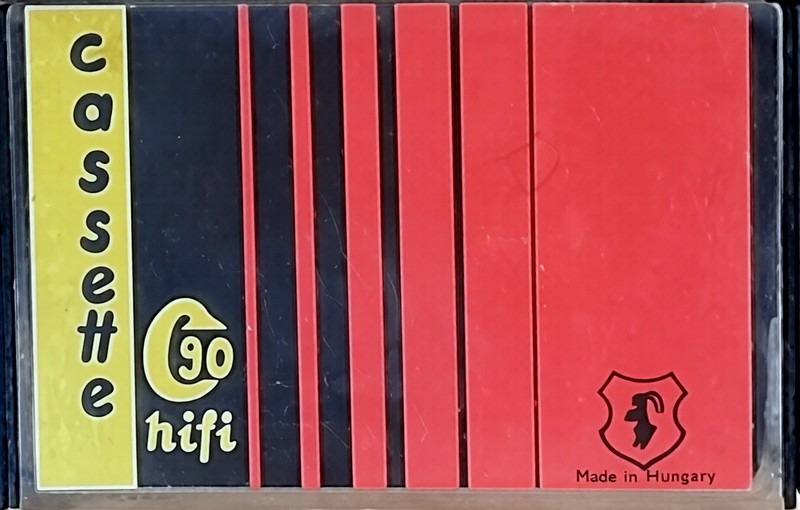 cassette
C90
hifi
Made in Hungary